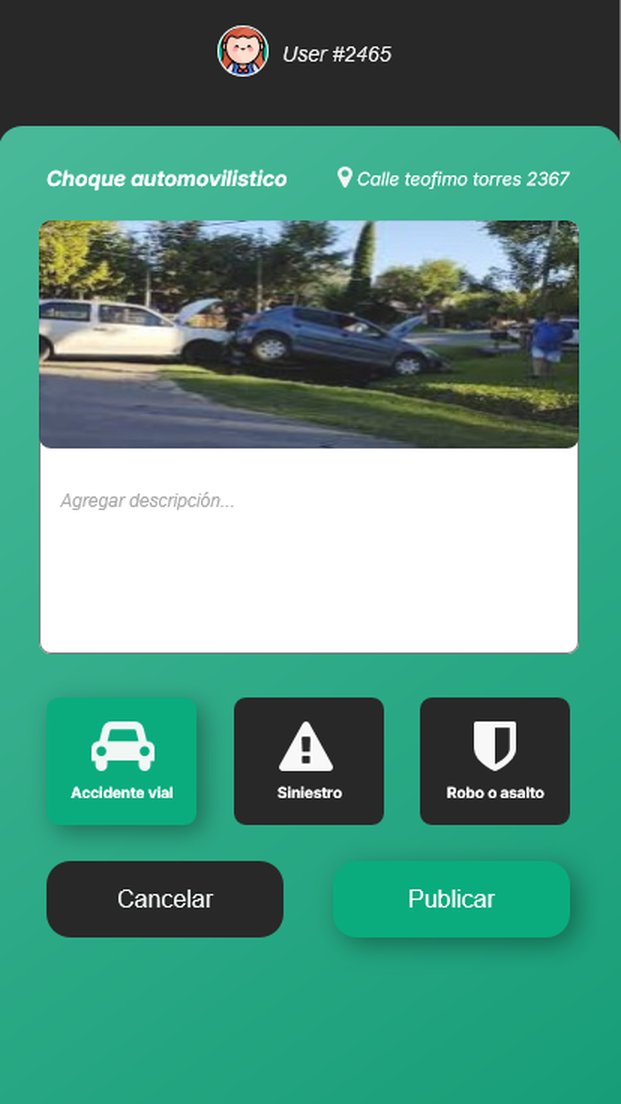 User #2465
Choque automovilistico
Calle teofimo torres 2367
Agregar descripción...
Accidente vial
Siniestro
Robo o asalto
Cancelar
Publicar